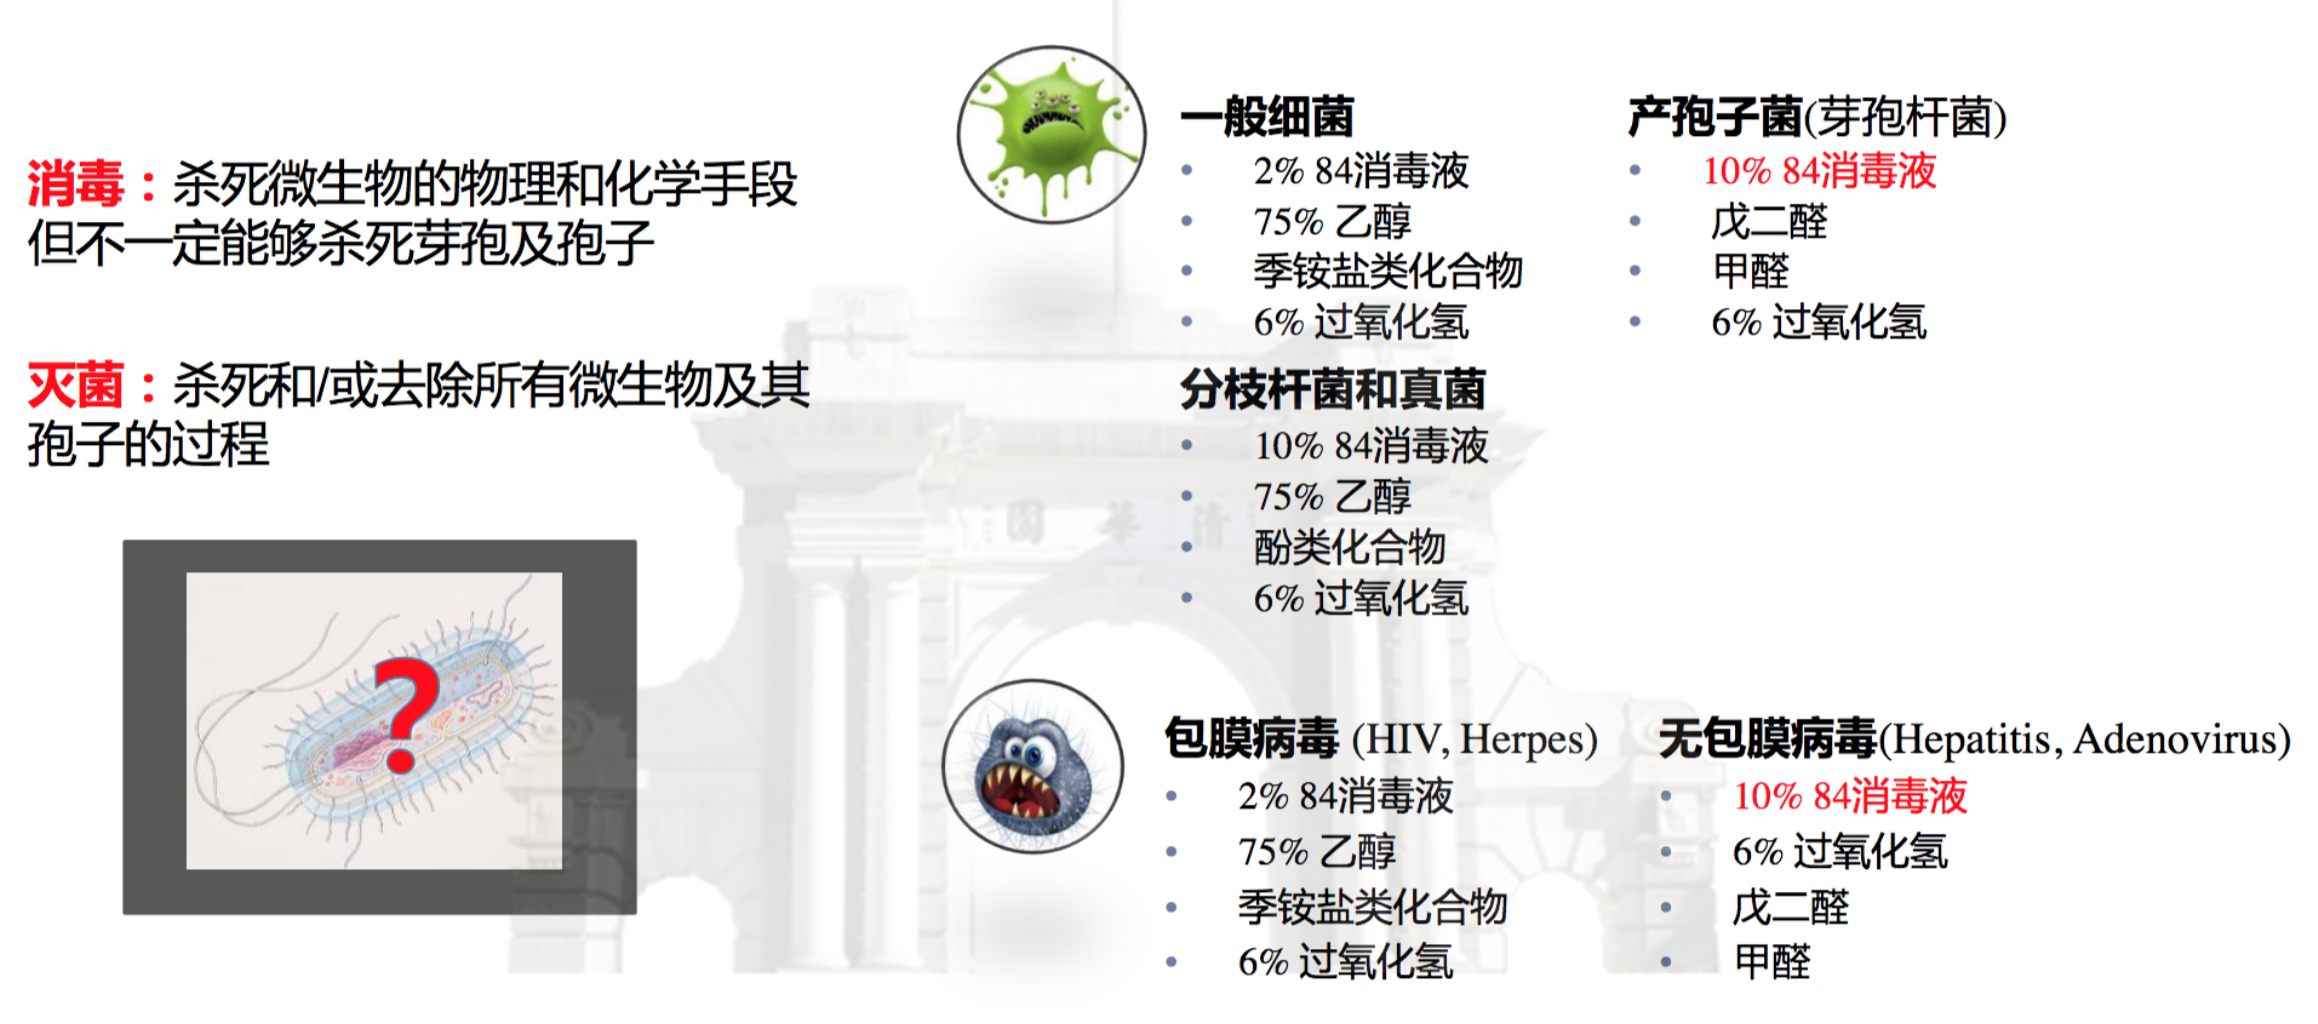 消毒：杀死微生物的物理和化学手段
但不一定能够杀死芽孢及孢子
灭菌：杀死和/或去除所有微生物及其
孢子的过程
?
一般细菌
• 2% 84消毒液
• 75% 乙醇
• 季铵盐类化合物
• 6% 过氧化氢
产孢子菌(芽孢杆菌)
• 10% 84消毒液
• 戊二醛
• 甲醛
• 6% 过氧化氢
分枝杆菌和真菌
• 10% 84消毒液
• 75% 乙醇
• 酚类化合物
• 6% 过氧化氢
園 華 清
包膜病毒 (HIV, Herpes)
• 2% 84消毒液
• 75% 乙醇
• 季铵盐类化合物
• 6% 过氧化氢
无包膜病毒(Hepatitis, Adenovirus)
• 10% 84消毒液
• 6% 过氧化氢
• 戊二醛
• 甲醛